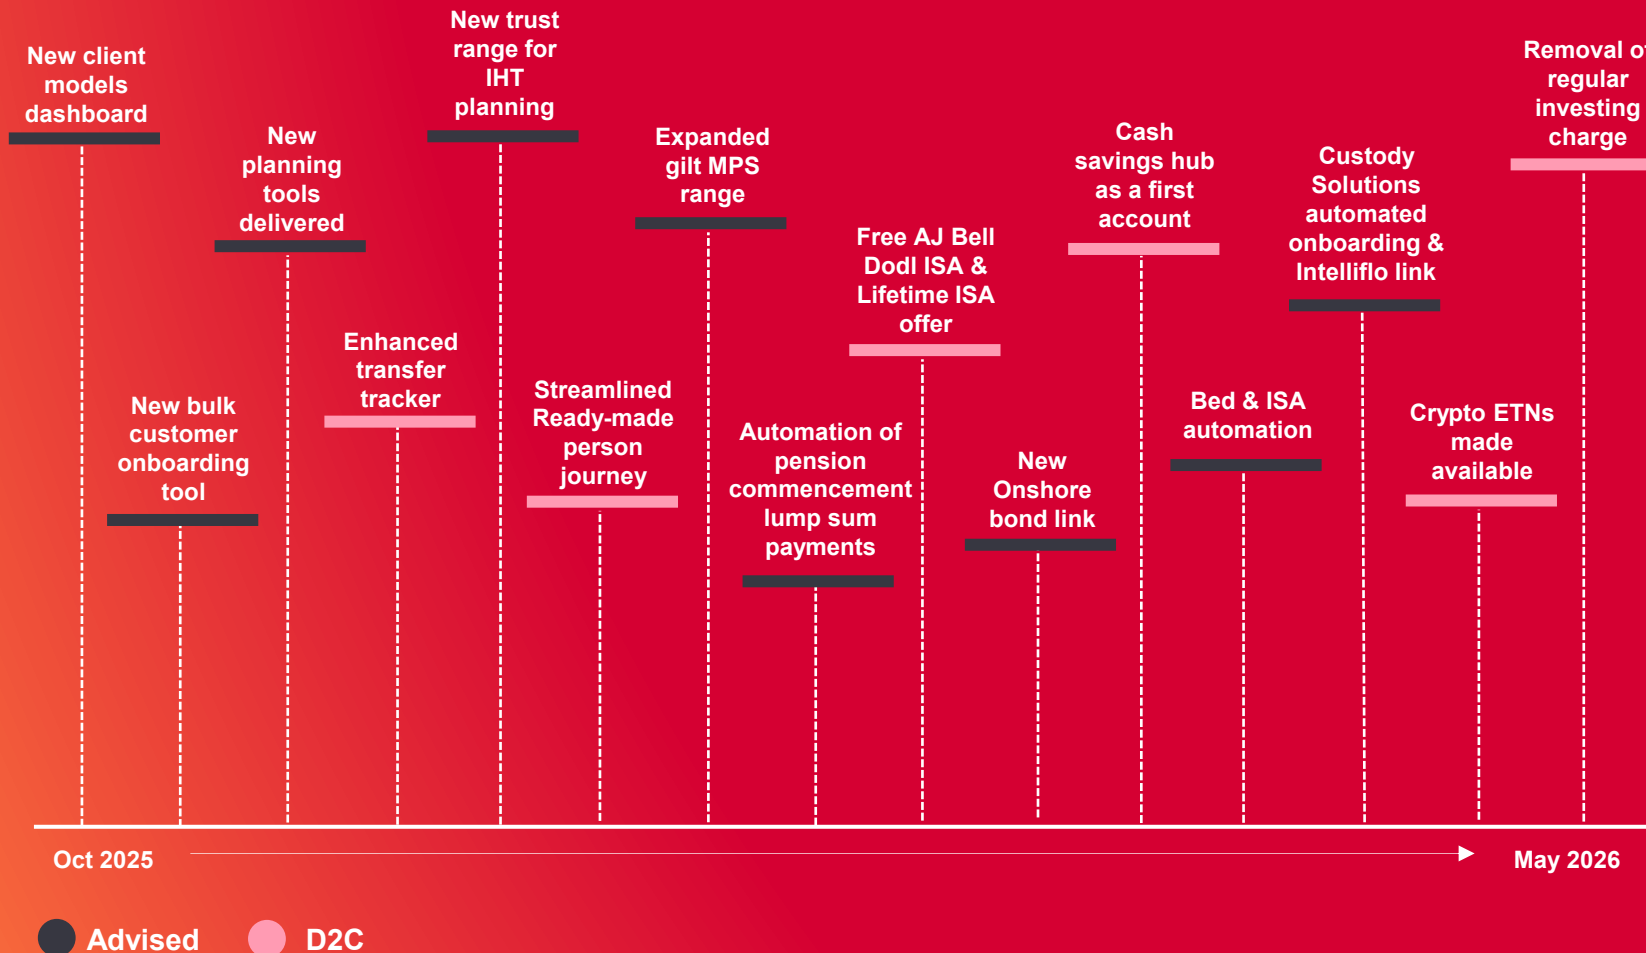 New client
models
dashboard
New bulk
customer
onboarding
tool
New
planning
tools
delivered
Enhanced
transfer
tracker
New trust
range for
IHT
planning
Streamlined
Ready-made
person
journey
Expanded
gilt MPS
range
Automation of
pension
commencement
lump sum
payments
Free AJ Bell
Dodl ISA &
Lifetime ISA
offer
New
Onshore
bond link
Cash
savings hub
as a first
account
Bed & ISA
automation
Custody
Solutions
automated
onboarding &
Intelliflo link
Crypto ETNs
made
available
Removal of
regular
investing
charge
Oct 2025
May 2026
Advised
D2C